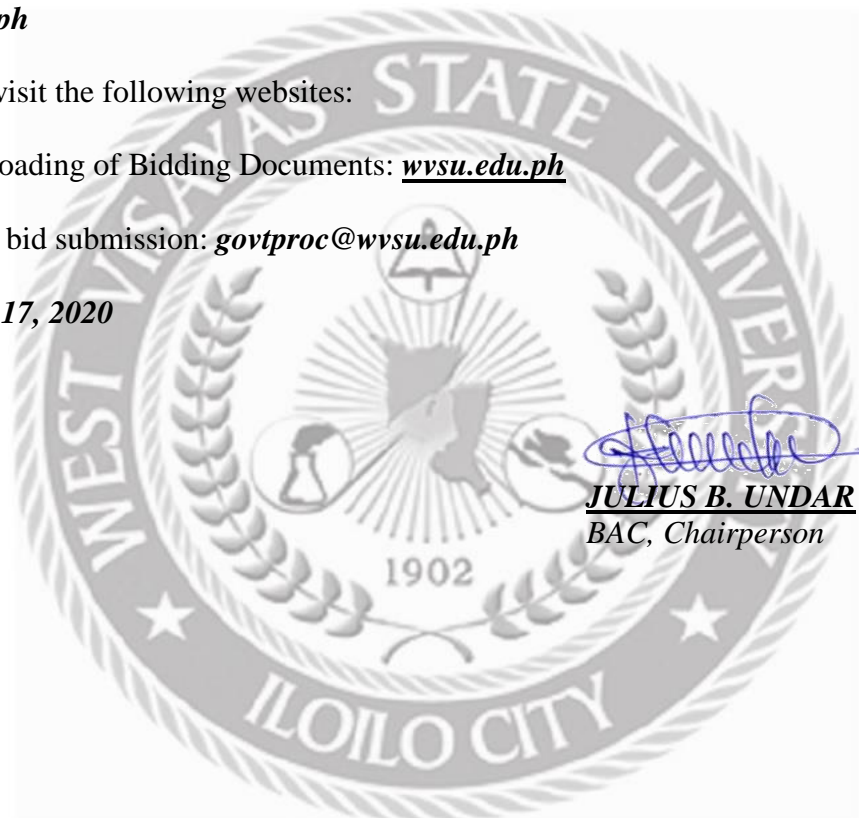 ph
visit the following websites:
oading of Bidding Documents: wvsu.edu.ph
bid submission: govtproc@wvsu.edu.ph
17, 2020
WEST VISAYAS STATE UNIVERSITY
1902
ILOILO CITY
JULIUS B. UNDAR
BAC, Chairperson